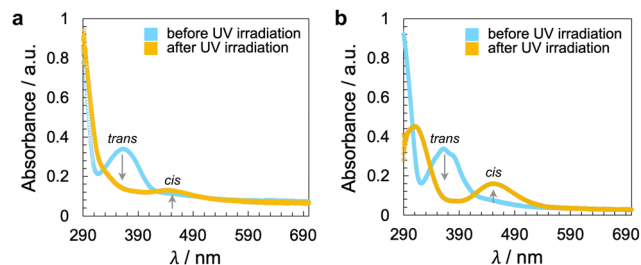 a
before UV irradiation
after UV irradiation
Absorbance / a.u.
1
0.8
0.6
0.4
0.2
0
trans
cis
290 390 490 590 690
λ / nm
b
before UV irradiation
after UV irradiation
Absorbance / a.u.
1
0.8
0.6
0.4
0.2
0
trans
cis
290 390 490 590 690
λ / nm